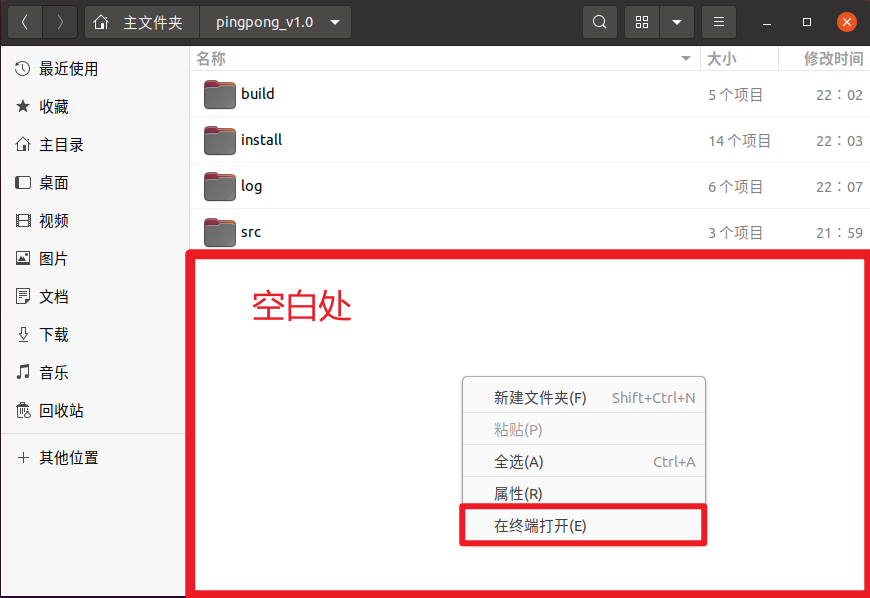 主文件夹 pingpong_v1.0
名称 大小 修改时间
最近使用
收藏
主目录
桌面
视频
图片
文档
下载
音乐
回收站
其他位置
build 5 个项目 22：02
install 14 个项目 22：03
log 6 个项目 22：07
src 3 个项目 21：59
空白处
新建文件夹(F) Shift+Ctrl+N
粘贴(P)
全选(A) Ctrl+A
属性(R)
在终端打开(E)